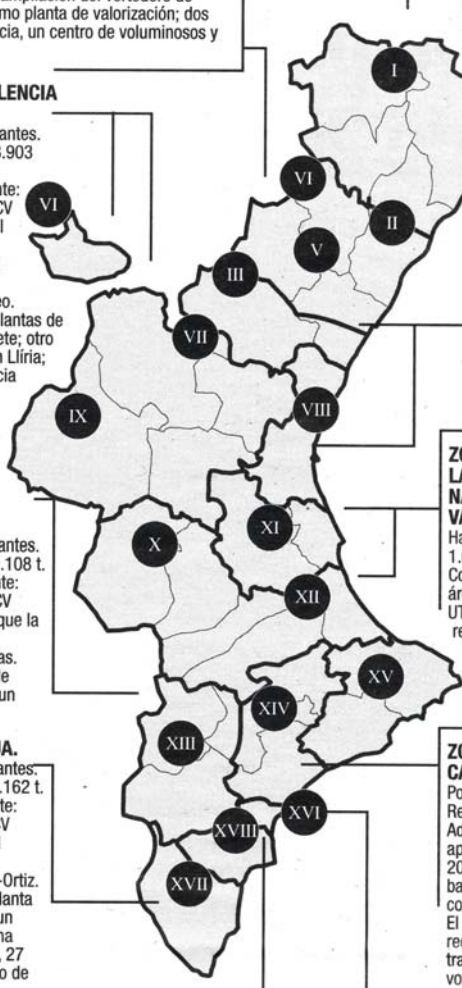 ampliación del vertedero de
mo planta de valorización; dos
cia, un centro de voluminosos y
LENCIA
antes.
.903
te:
CV
l
eo.
lantas de
ete; otro
n Llíria;
cia
antes.
.108 t.
nte:
CV
que la
as.
e
un
UA.
antes.
.162 t.
te:
CV
-Ortiz.
lanta
un
na
, 27
o de
I
VI
II
V
VI
III
VII
VIII
IX
X
XI
XII
XV
XIV
XIII
XVI
XVIII
XVII
ZO
LA
NA
VA
Ha
1.
Co
ár
UT
re
ZO
CA
Po
Re
Ad
ap
20
ba
co
El
rec
tra
vo